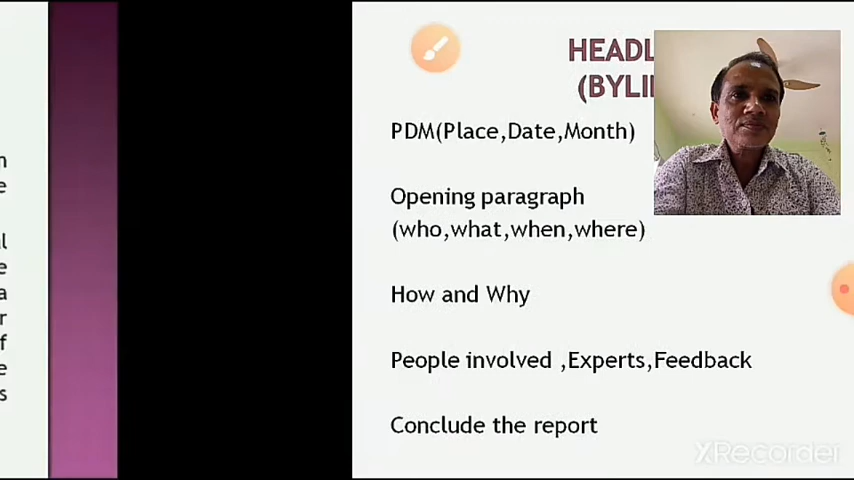 HEADL
(BYLI
PDM(Place,Date,Month)
Opening paragraph
(who,what,when,where)
How and Why
People involved ,Experts,Feedback
Conclude the report
XRecorder